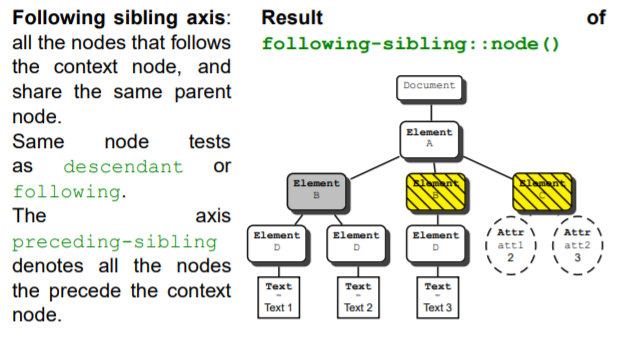 Following sibling axis:
all the nodes that follows
the context node, and
share the same parent
node.
Same node tests
as descendant or
following.
The axis
preceding-sibling
denotes all the nodes
the precede the context
node.
Result of
following-sibling::node()
Document
Element
A
Element
B
Element
B
Element
C
Element
D
Element
D
Element
D
Attr
att1
2
Attr
att2
3
Text
-
Text 1
Text
-
Text 2
Text
-
Text 3